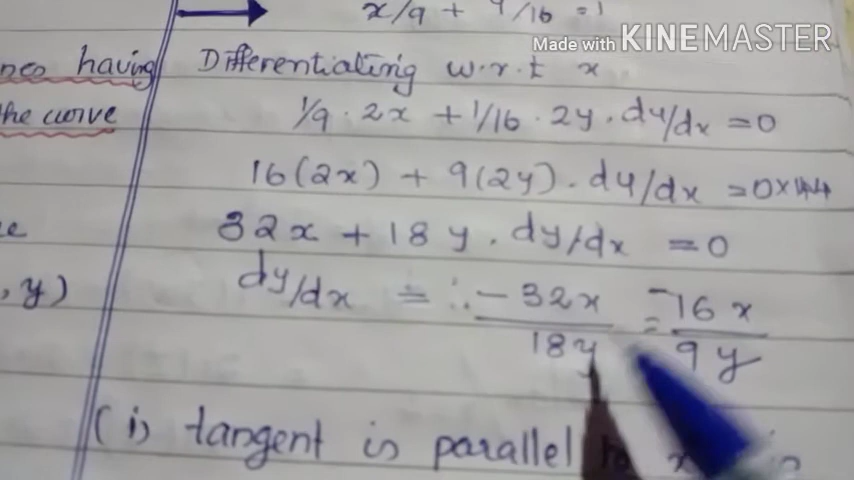 x/9 + y/16 = 1
Made with KINEMASTER
nes having
Differentiating w.r.t x
the curve
1/9 · 2x + 1/16 · 2y · dy/dx = 0
16(2x) + 9(2y) · dy/dx = 0×144
32x + 18y · dy/dx = 0
, y)
dy/dx = ∴ -32x/18y = -16x/9y
(i) tangent is parallel